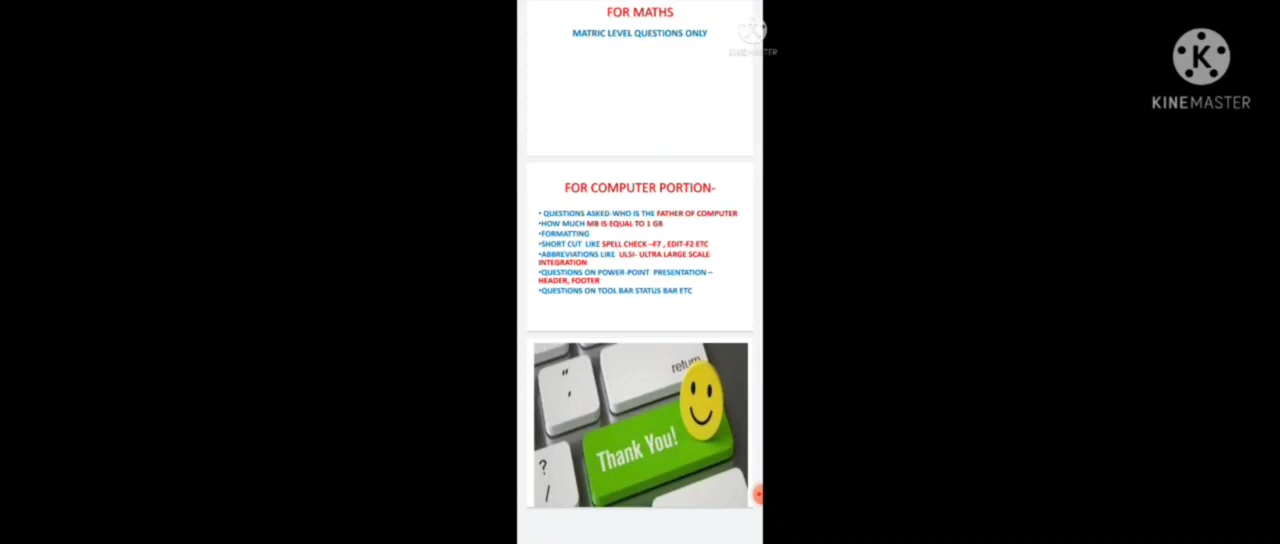 FOR MATHS
MATRIC LEVEL QUESTIONS ONLY
KINEMASTER
KINEMASTER
FOR COMPUTER PORTION-
• QUESTIONS ASKED-WHO IS THE FATHER OF COMPUTER
•HOW MUCH MB IS EQUAL TO 1 GB
•FORMATTING
•SHORT CUT LIKE SPELL CHECK –F7 , EDIT-F2 ETC
•ABBREVIATIONS LIKE ULSI- ULTRA LARGE SCALE
INTEGRATION
•QUESTIONS ON POWER-POINT PRESENTATION –
HEADER, FOOTER
•QUESTIONS ON TOOL BAR STATUS BAR ETC
return
Thank You!
?
/